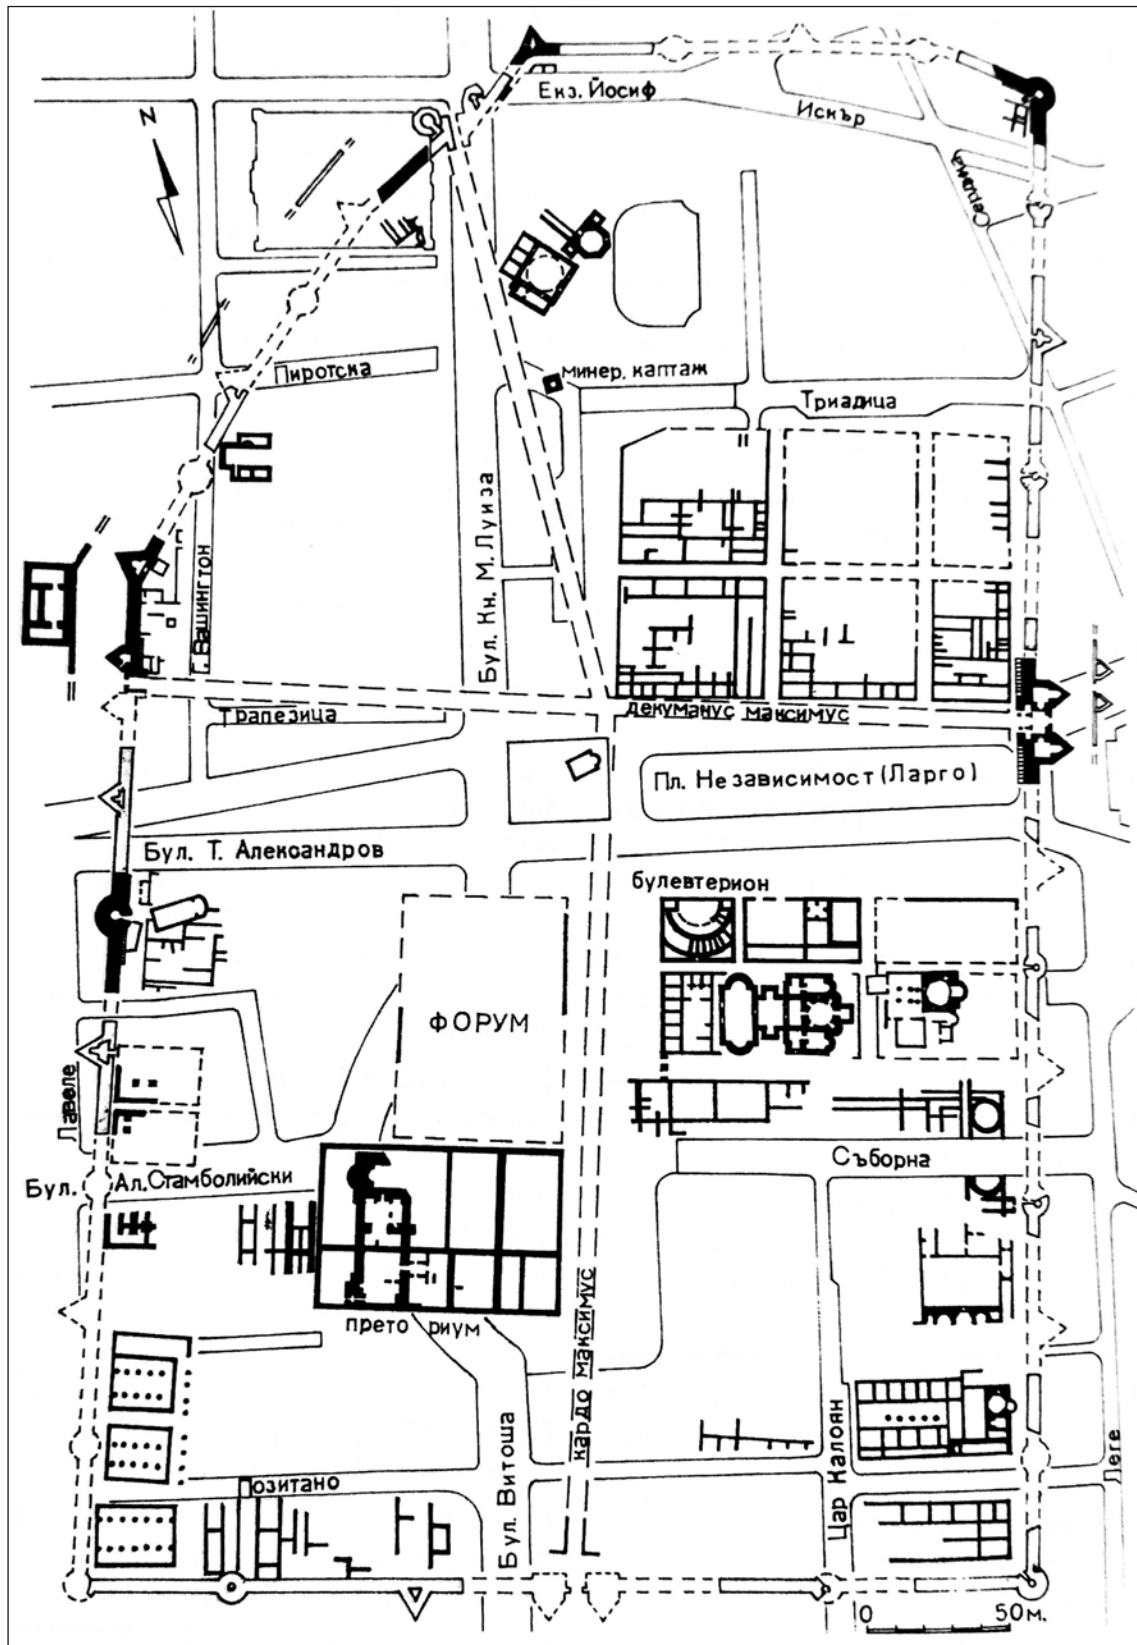 Екз. Йосиф
Искър
N
Сердика
Пиротска
минер. каптаж
Триадица
Вашингтон
Бул. Кн. М. Луиза
Трапезица
декуманус максимус
Пл. Независимост (Ларго)
Бул. Т. Александров
булевтерион
ФОРУМ
Лавеле
Бул. Ал. Стамболийски
Съборна
прето риум
кардо максимус
Бул. Витоша
Цар Калоян
Леге
Позитано
0 50 м.